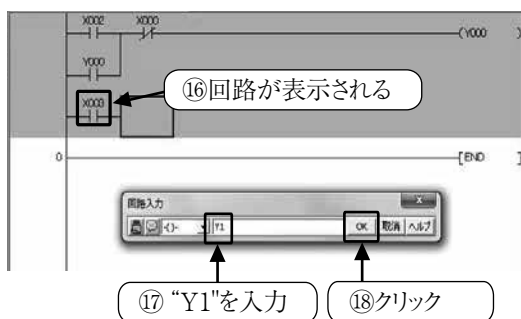 X002 X000
(Y000 )
Y000
X003
⑯回路が表示される
0
[END ]
回路入力
-( )- Y1 OK 取消 ヘルプ
⑰ “Y1"を入力 ⑱クリック